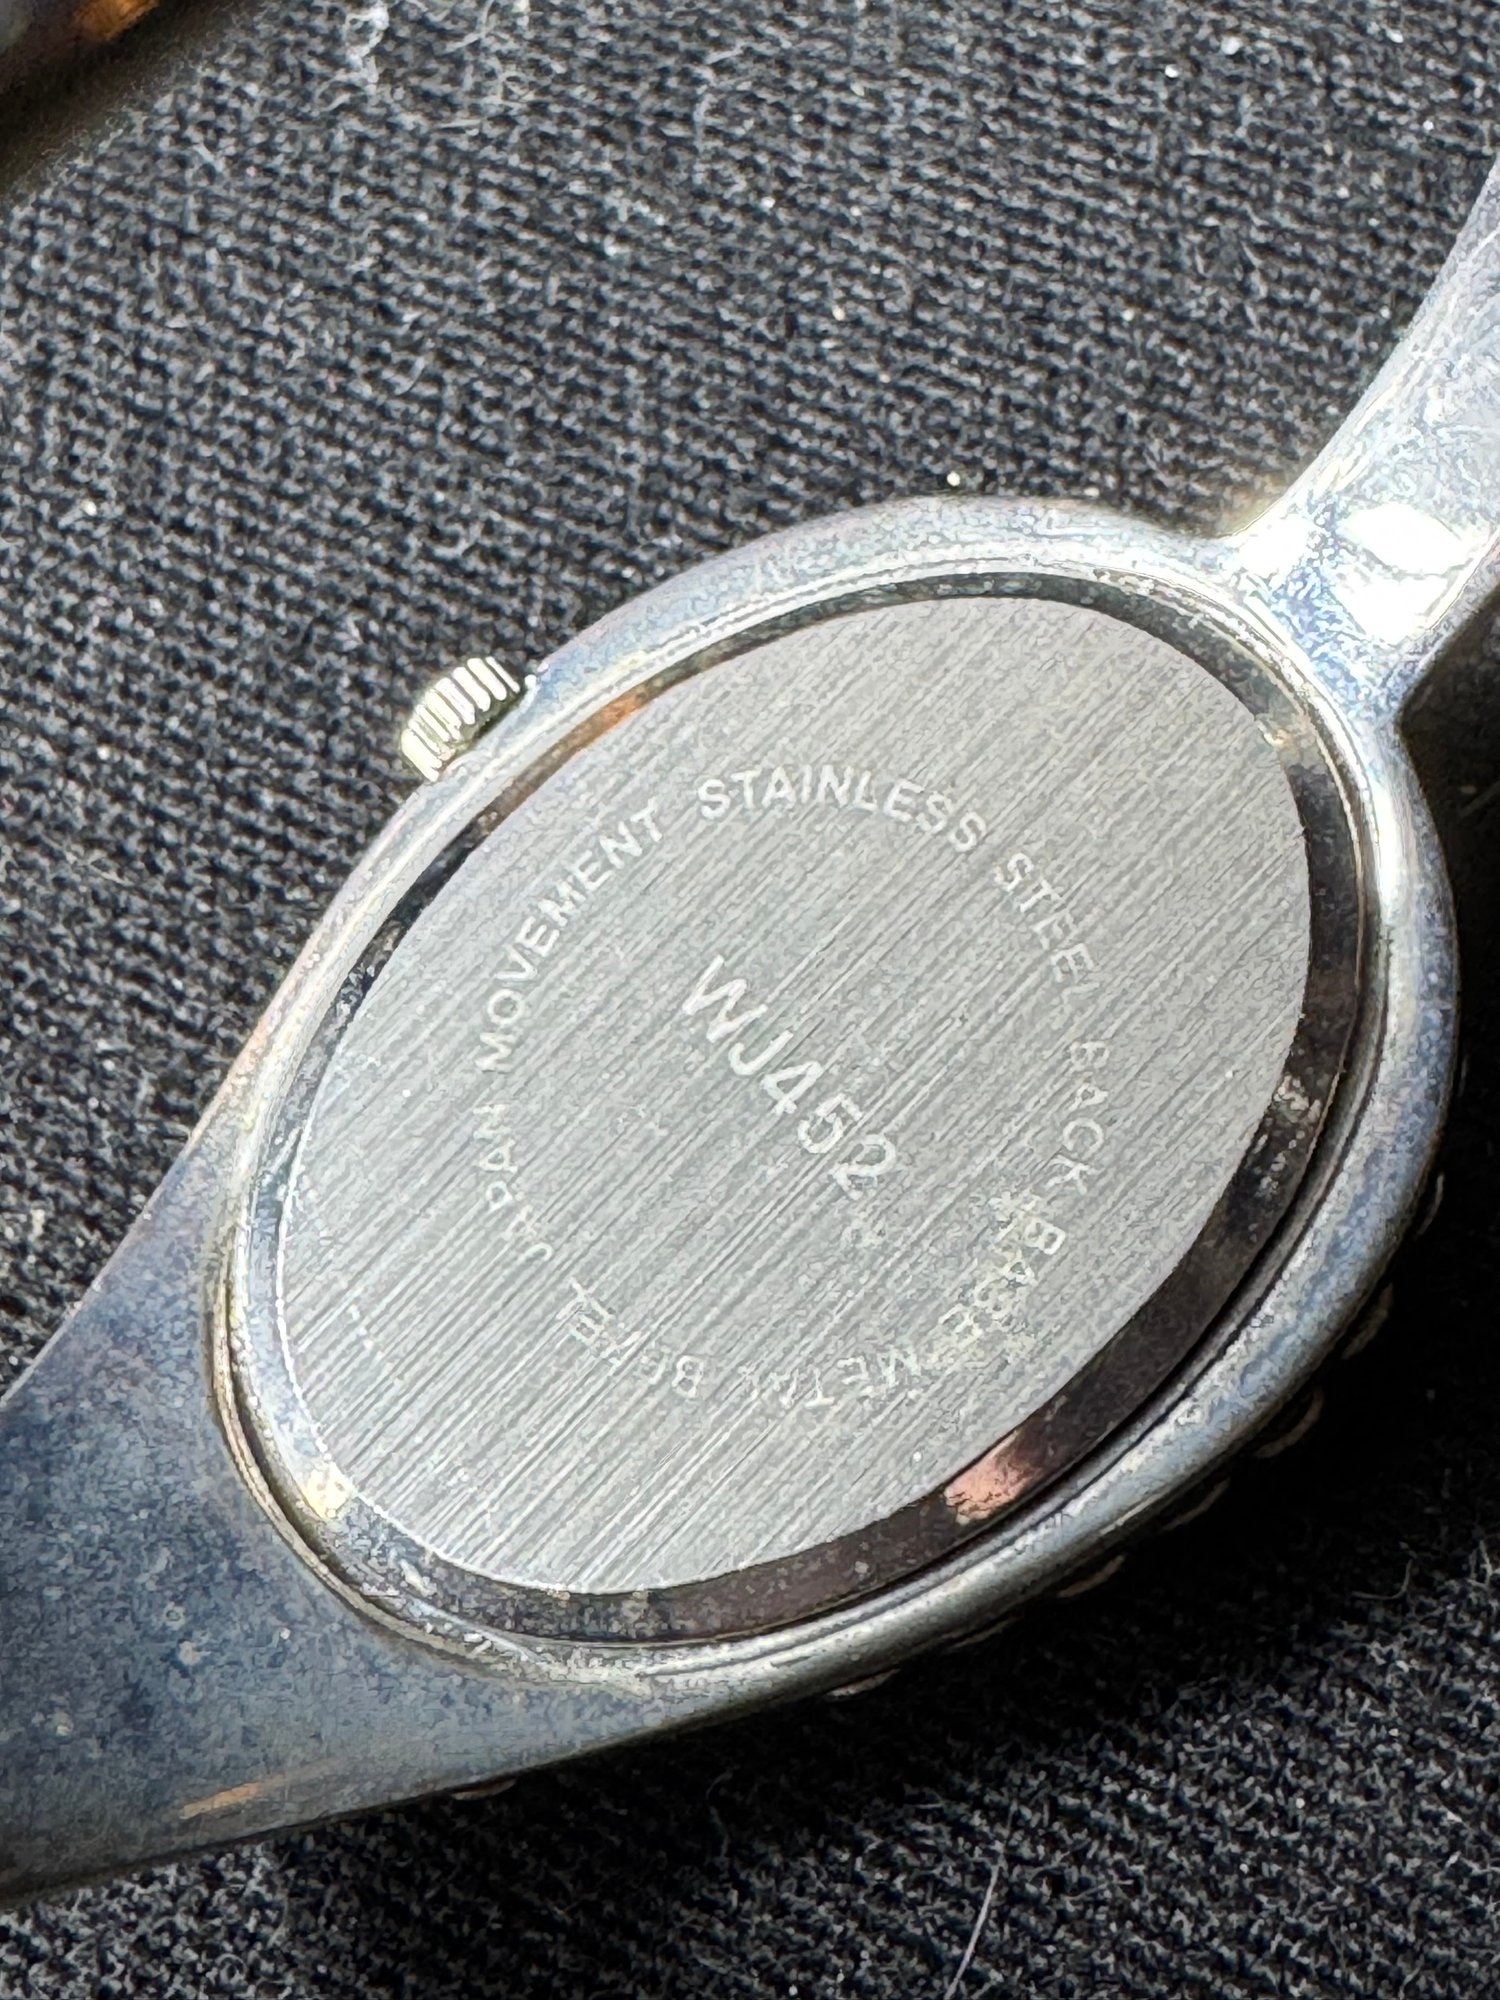 JAPAN MOVEMENT STAINLESS STEEL BACK BASE METAL BEZEL
WJ452